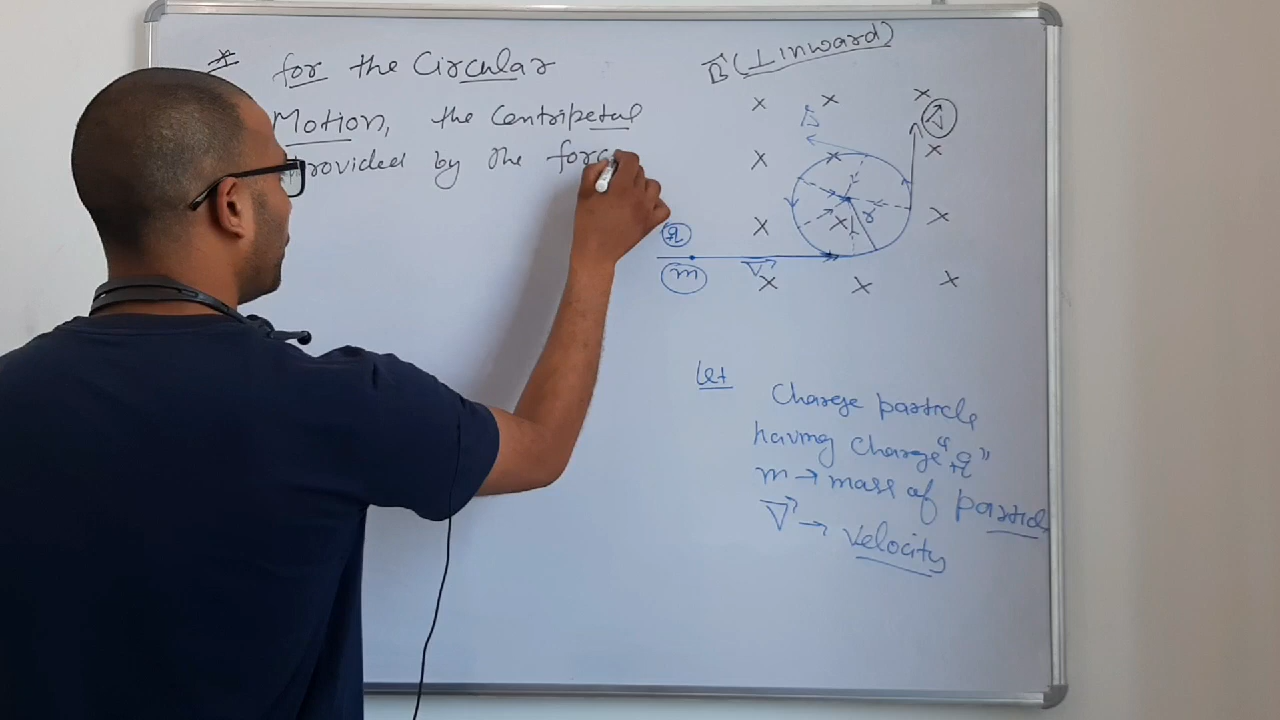 * for the Circular
Motion, the Centripetal
provided by the forc
B (⊥ inward)
v
v
r
q
m
v
Let
Charge particle
having charge "+q"
m → mass of particle
v → velocity